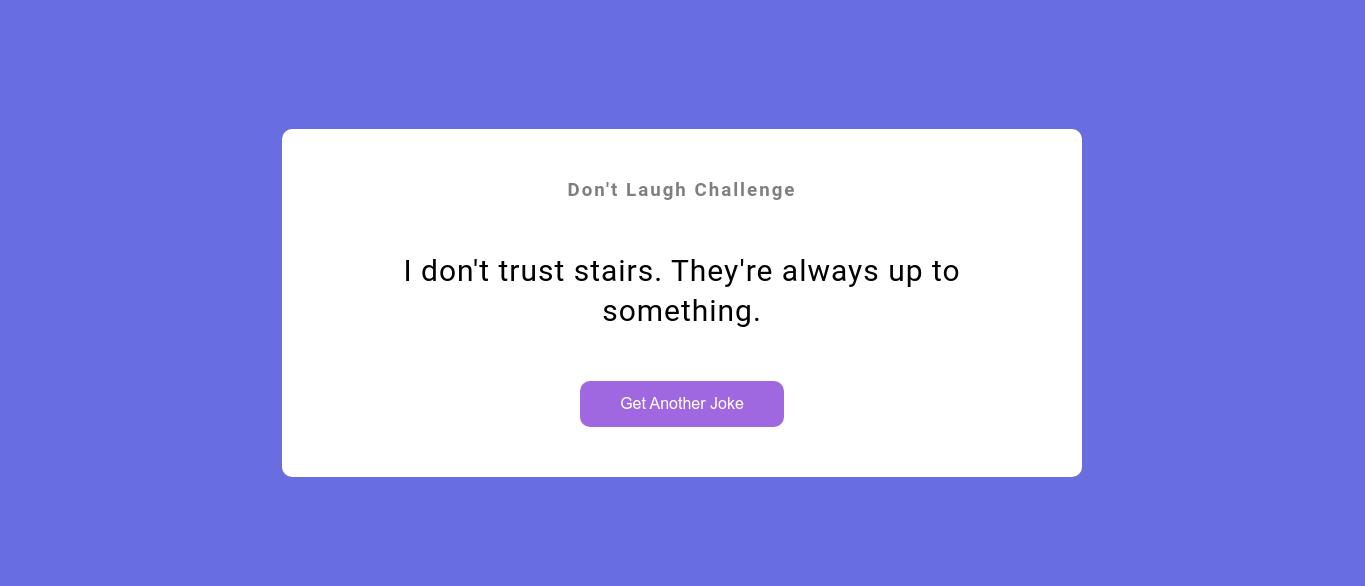 Don't Laugh Challenge
I don't trust stairs. They're always up to
something.
Get Another Joke